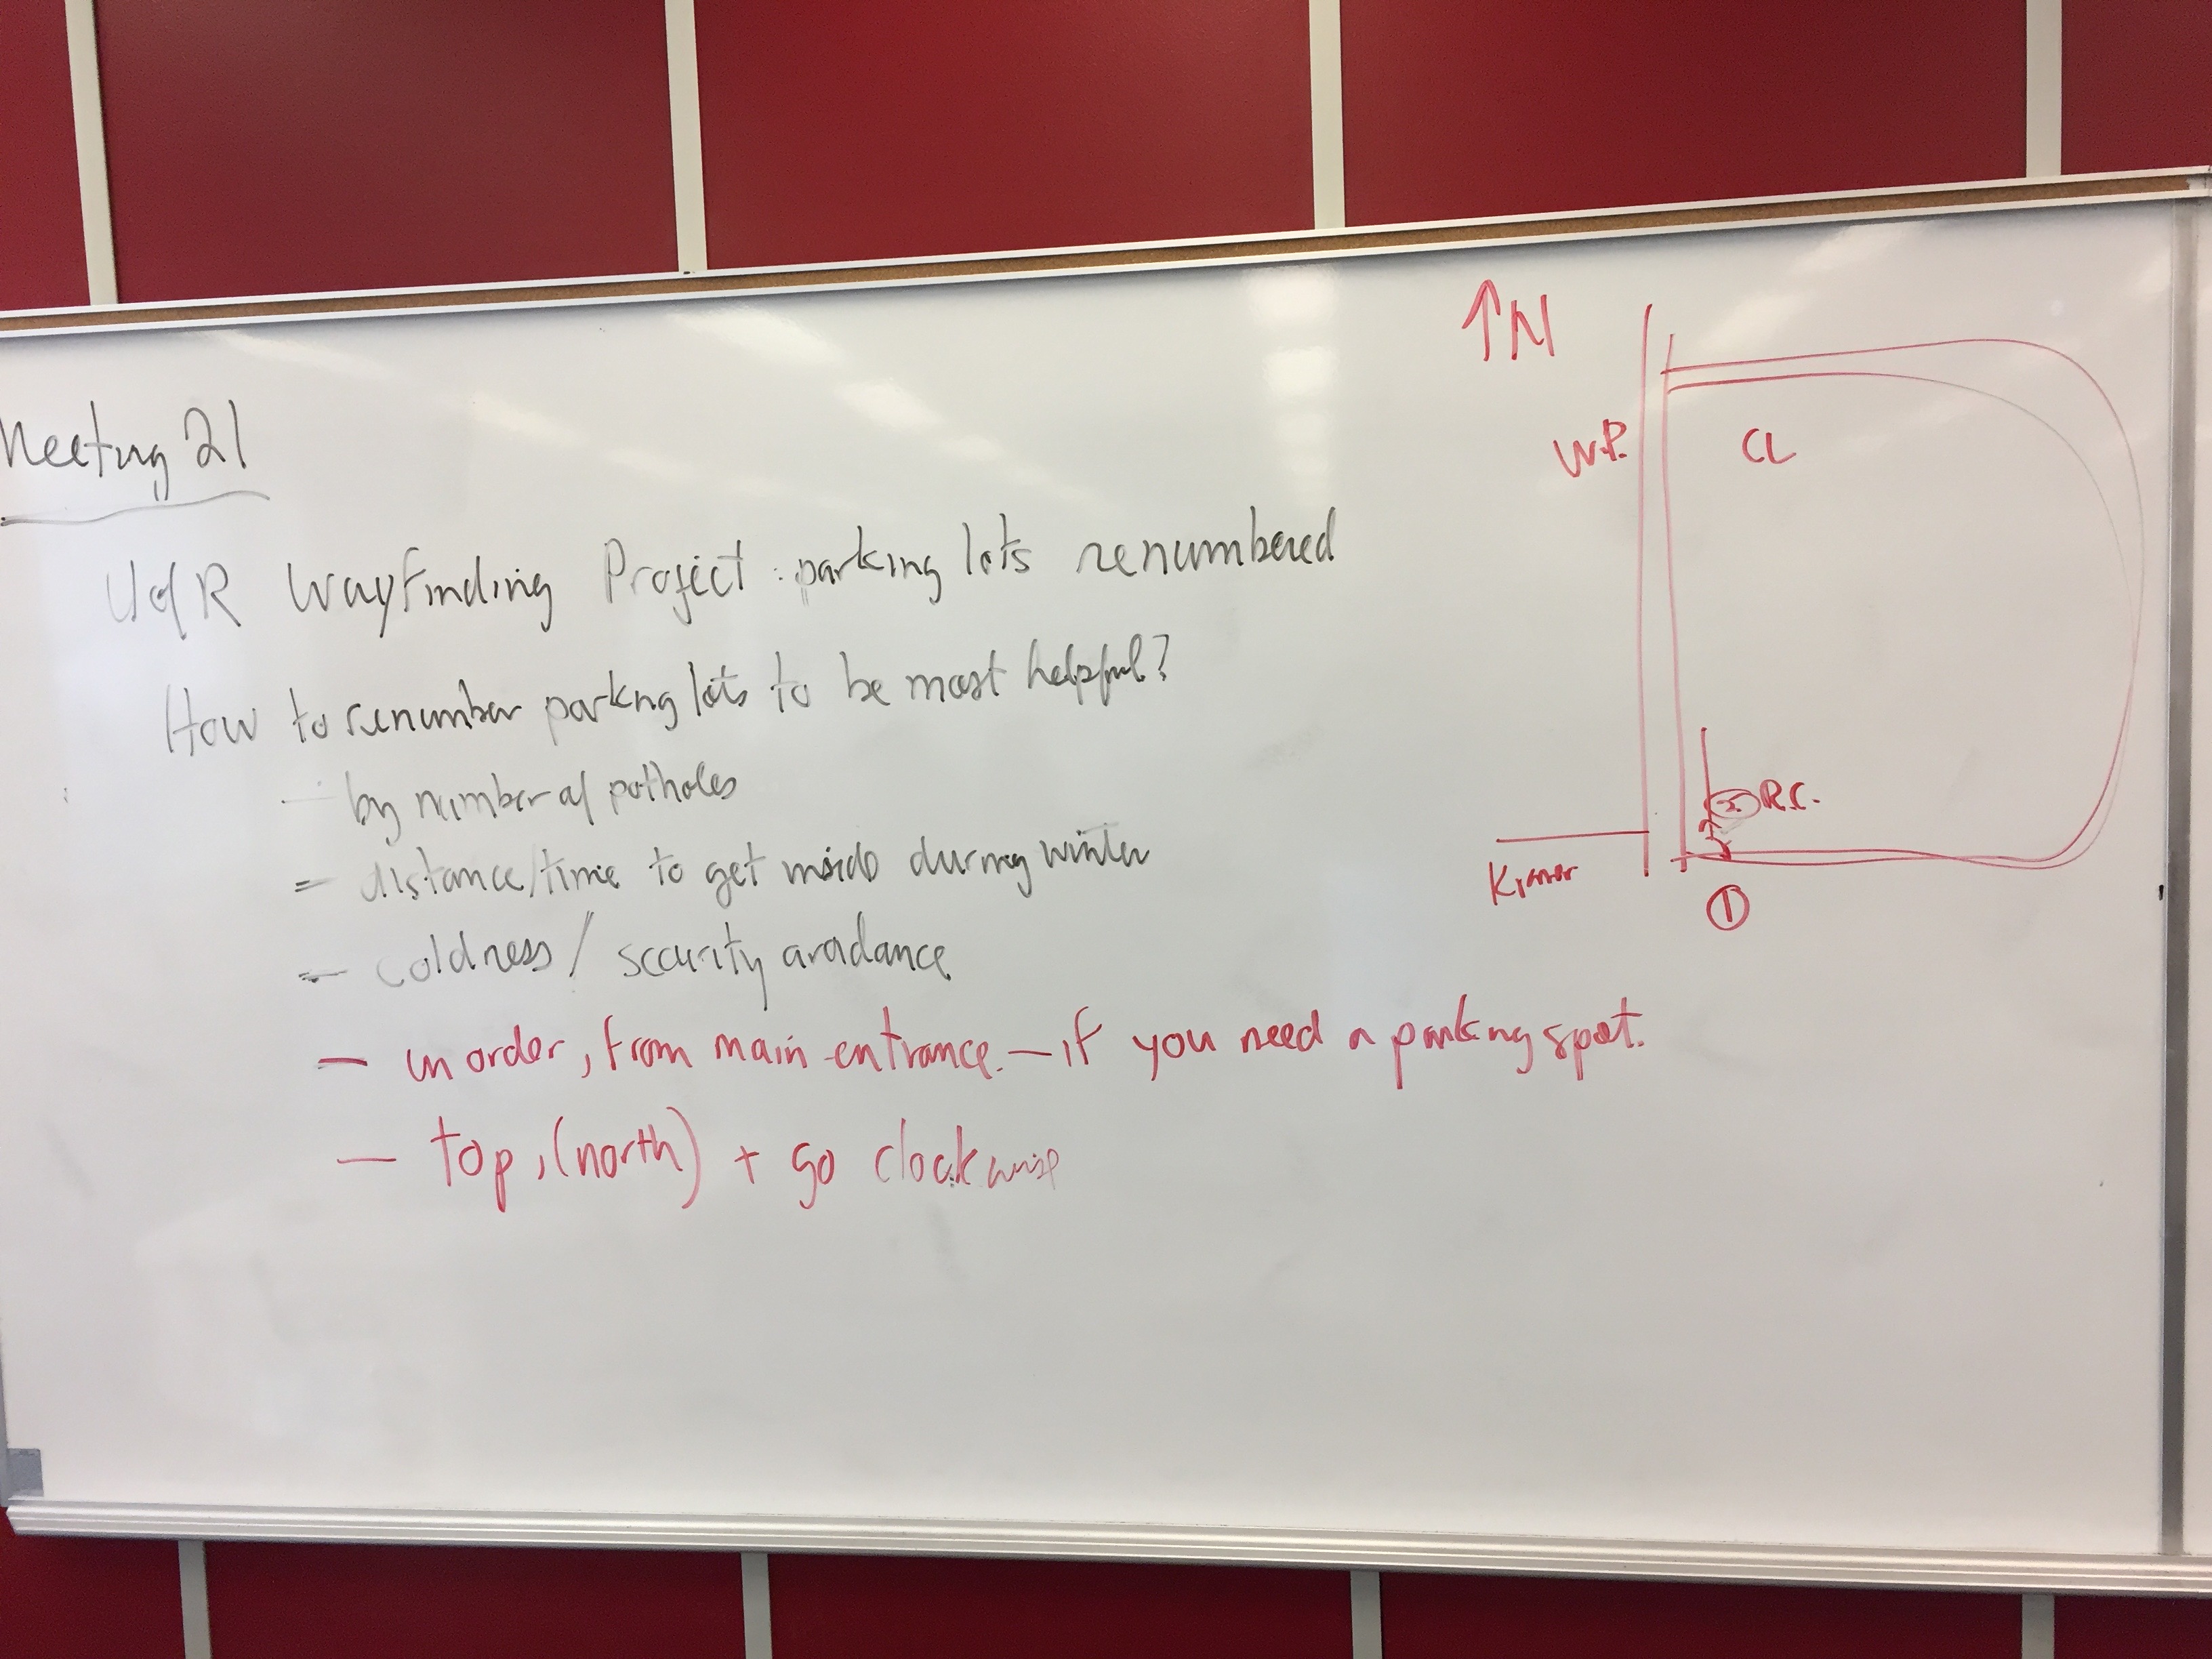 Meeting 21
UofR Wayfinding Project : parking lots renumbered
How to renumber parking lots to be most helpful?
- by number of potholes
- distance/time to get inside during winter
- coldness / security avoidance
- in order, from main entrance. - if you need a parking spot.
- top, (north) + go clockwise
↑N
W.P.
CL
② R.C.
①